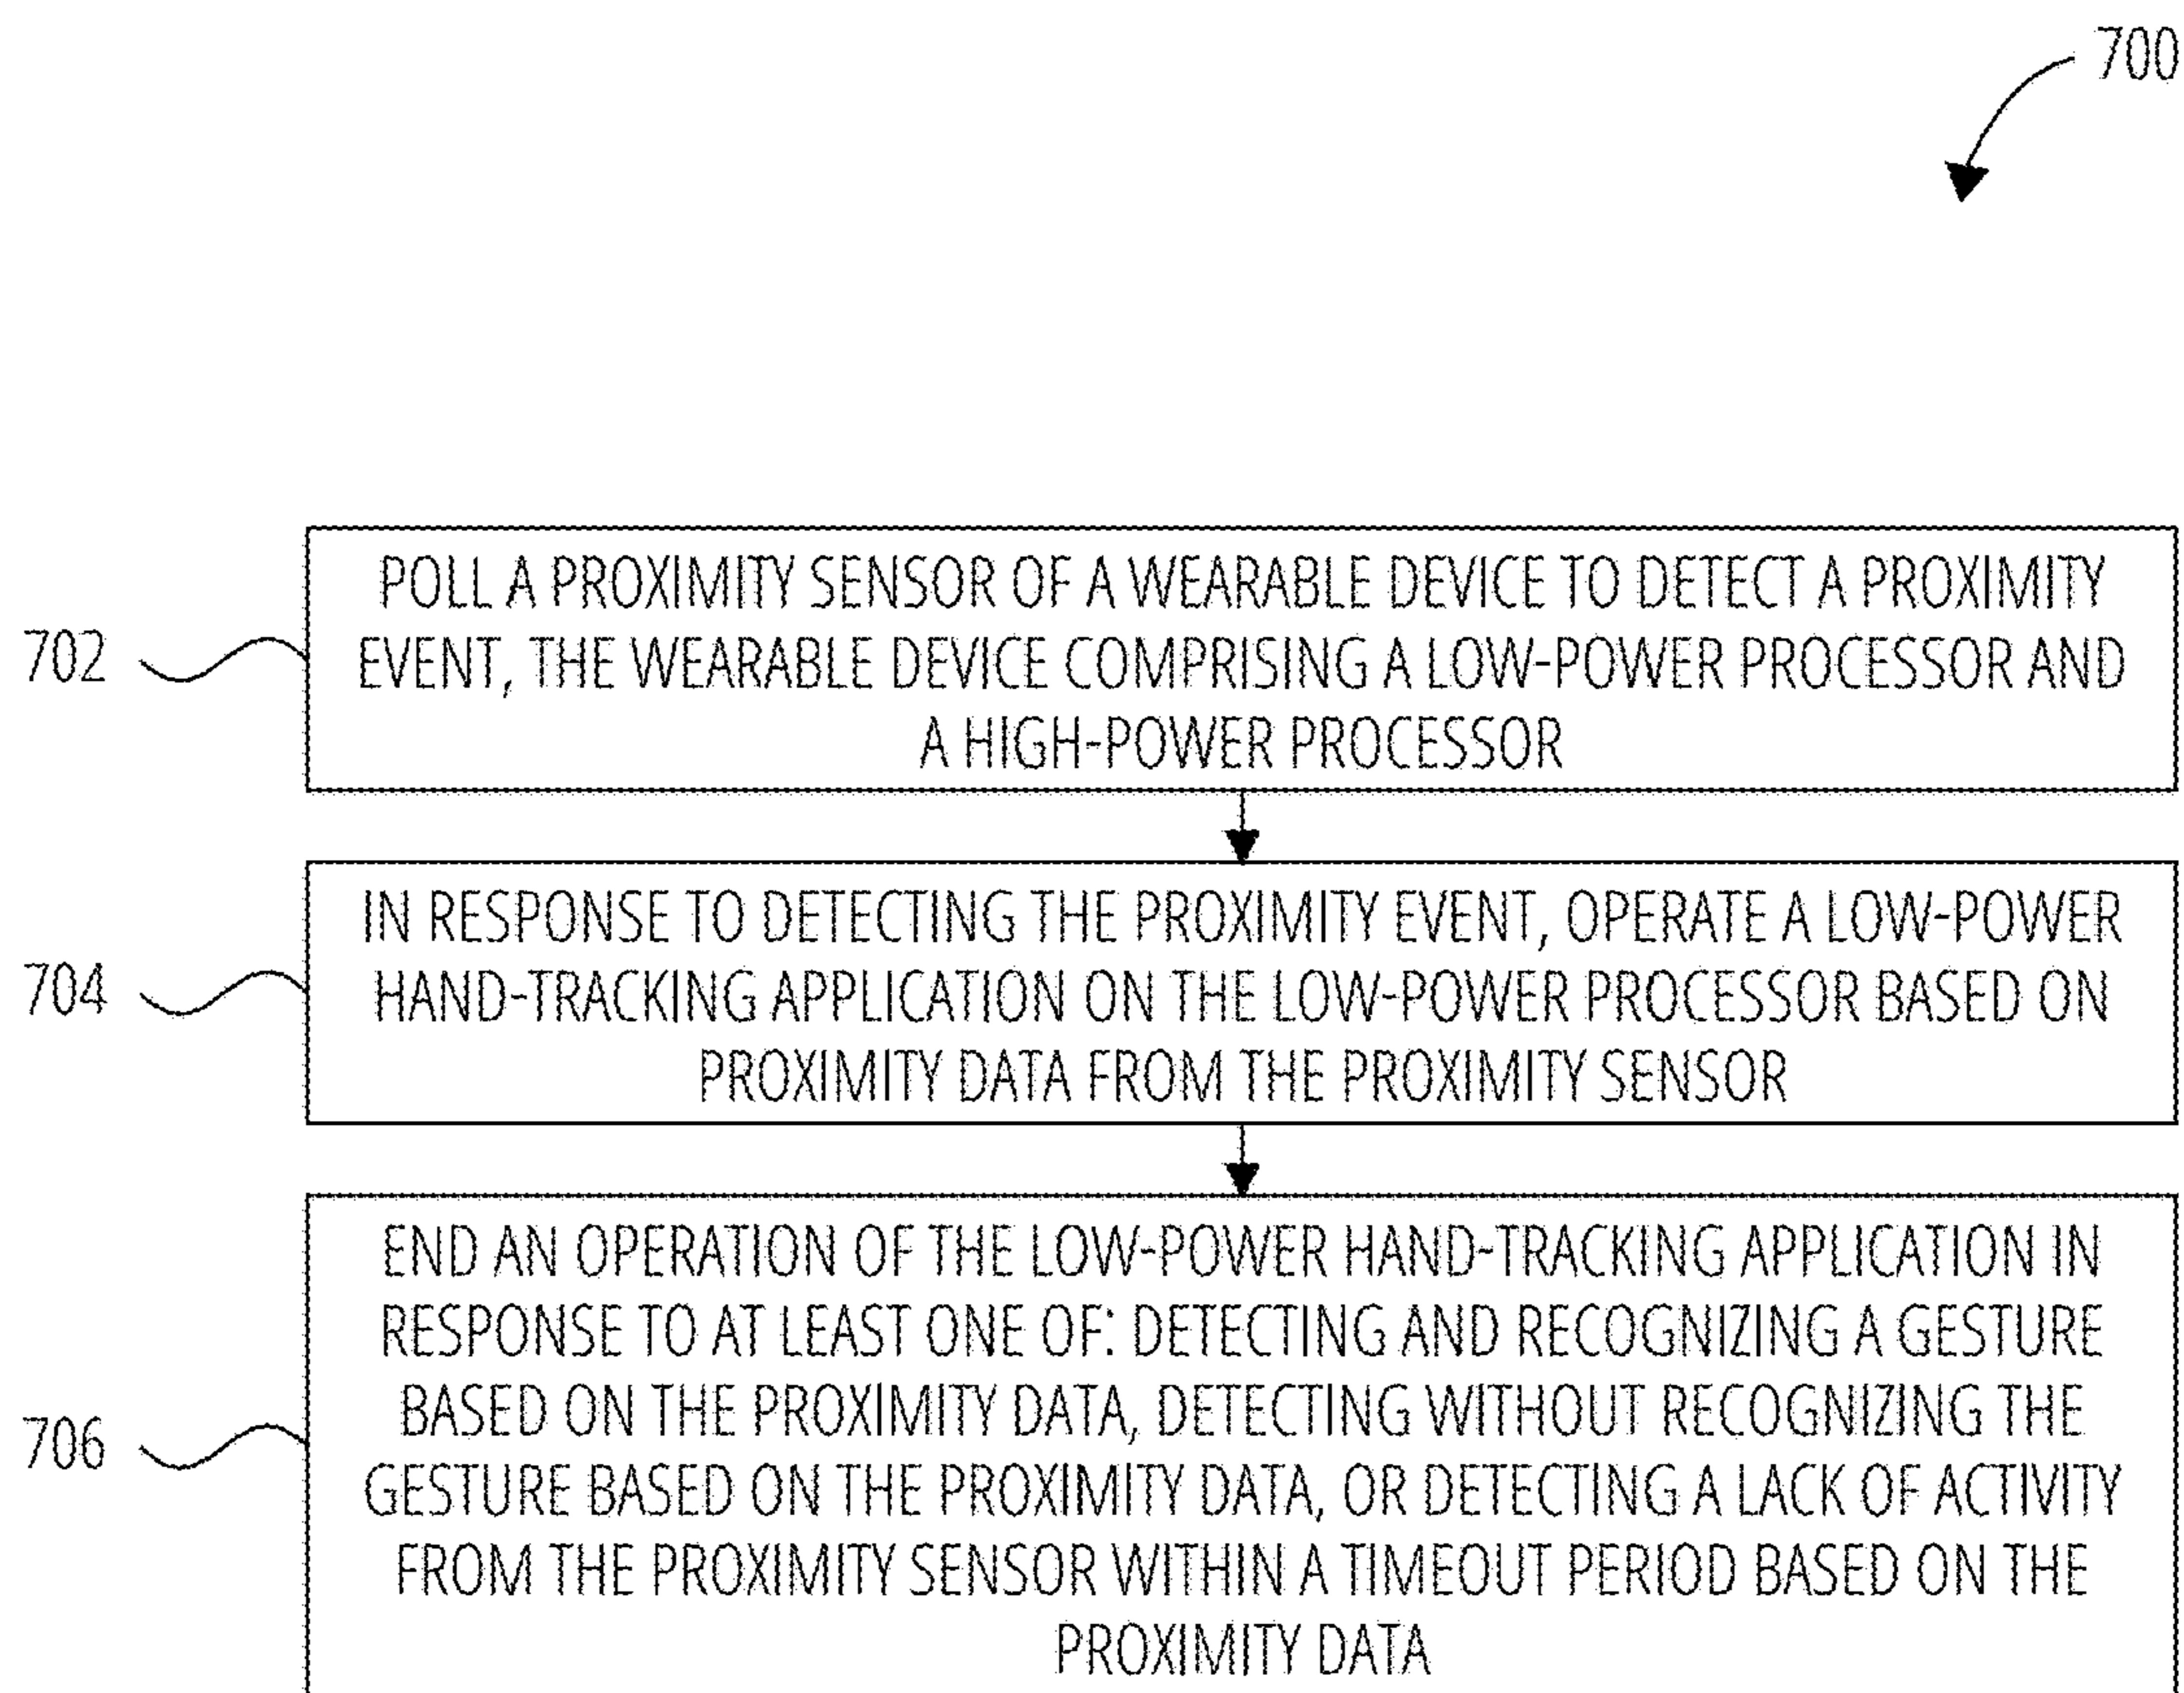 700
702
POLL A PROXIMITY SENSOR OF A WEARABLE DEVICE TO DETECT A PROXIMITY
EVENT, THE WEARABLE DEVICE COMPRISING A LOW-POWER PROCESSOR AND
A HIGH-POWER PROCESSOR
704
IN RESPONSE TO DETECTING THE PROXIMITY EVENT, OPERATE A LOW-POWER
HAND-TRACKING APPLICATION ON THE LOW-POWER PROCESSOR BASED ON
PROXIMITY DATA FROM THE PROXIMITY SENSOR
706
END AN OPERATION OF THE LOW-POWER HAND-TRACKING APPLICATION IN
RESPONSE TO AT LEAST ONE OF: DETECTING AND RECOGNIZING A GESTURE
BASED ON THE PROXIMITY DATA, DETECTING WITHOUT RECOGNIZING THE
GESTURE BASED ON THE PROXIMITY DATA, OR DETECTING A LACK OF ACTIVITY
FROM THE PROXIMITY SENSOR WITHIN A TIMEOUT PERIOD BASED ON THE
PROXIMITY DATA